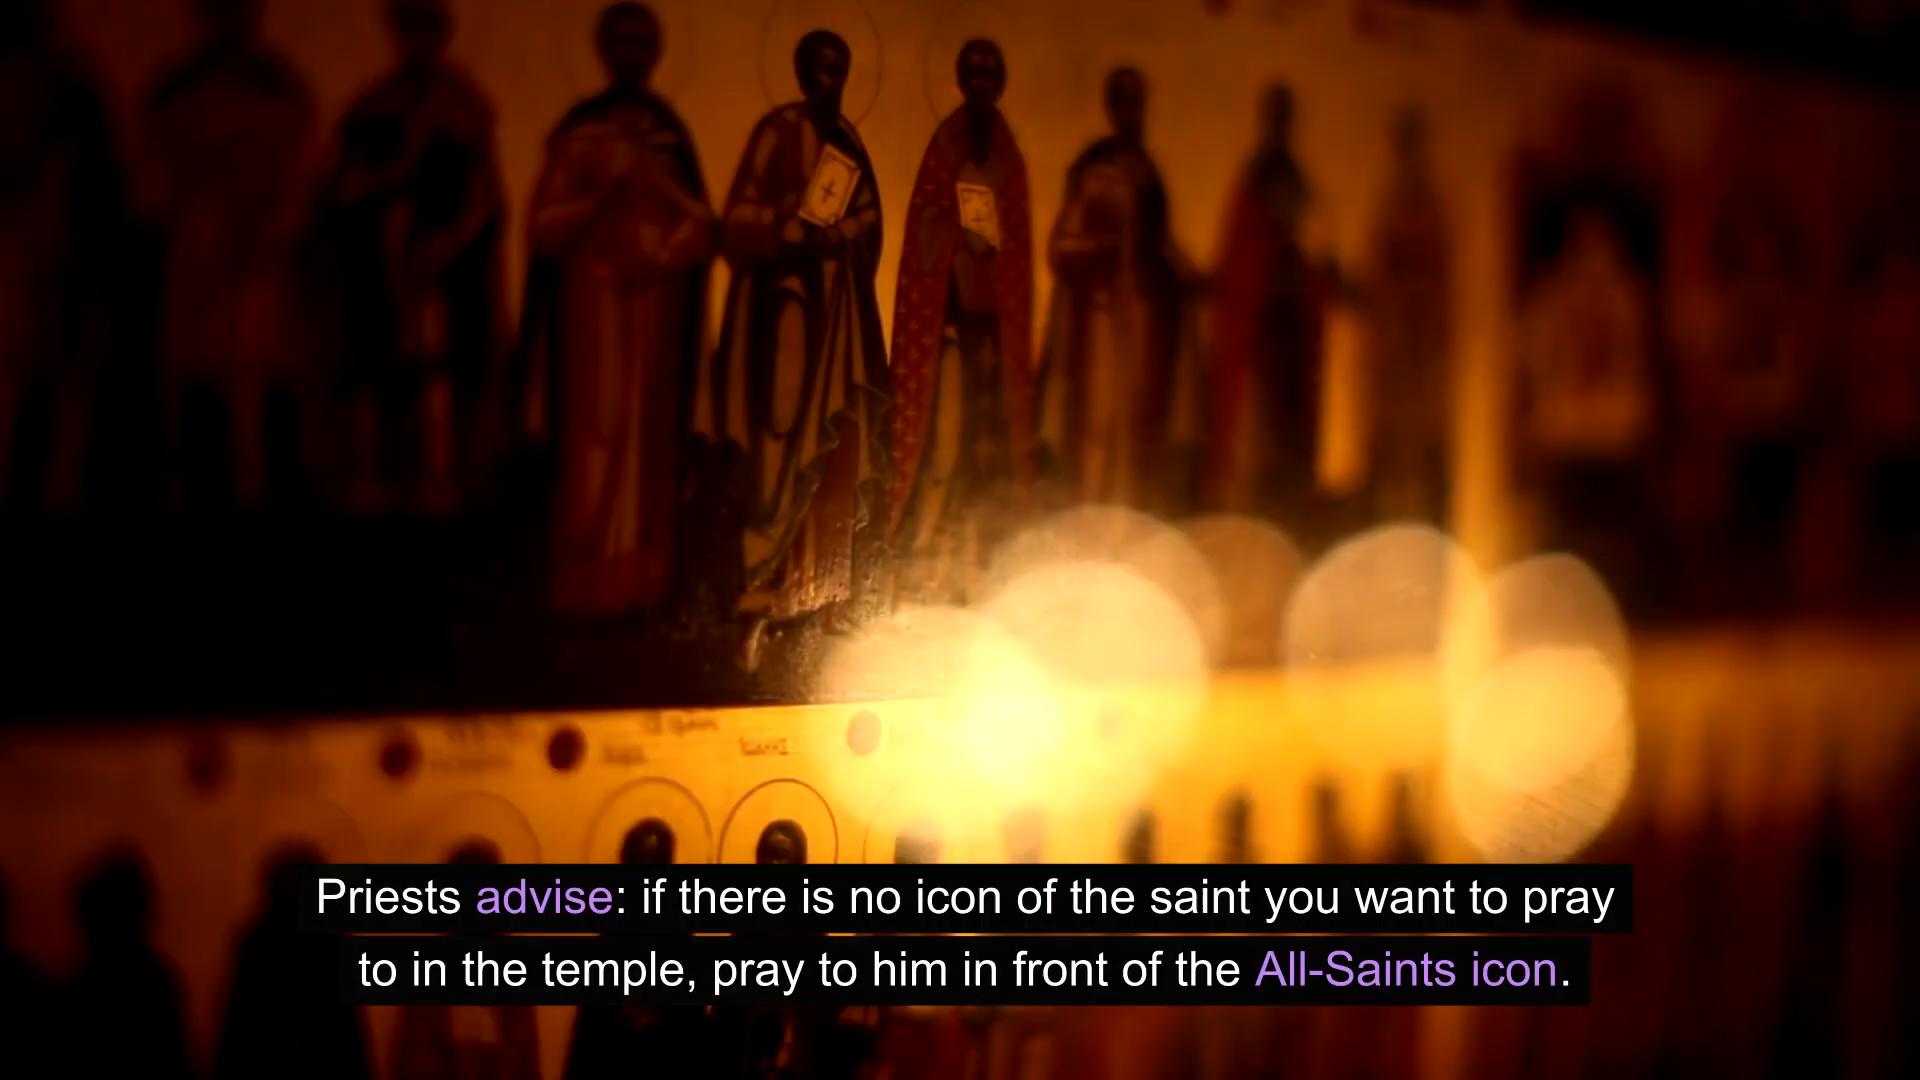 Priests advise: if there is no icon of the saint you want to pray
to in the temple, pray to him in front of the All-Saints icon.